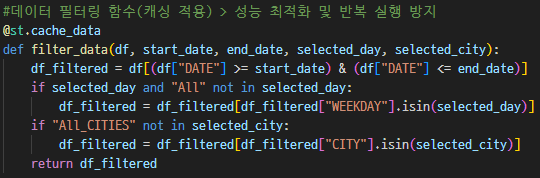 #데이터 필터링 함수(캐싱 적용) > 성능 최적화 및 반복 실행 방지
@st.cache_data
def filter_data(df, start_date, end_date, selected_day, selected_city):
    df_filtered = df[(df["DATE"] >= start_date) & (df["DATE"] <= end_date)]
    if selected_day and "All" not in selected_day:
        df_filtered = df_filtered[df_filtered["WEEKDAY"].isin(selected_day)]
    if "All_CITIES" not in selected_city:
        df_filtered = df_filtered[df_filtered["CITY"].isin(selected_city)]
    return df_filtered